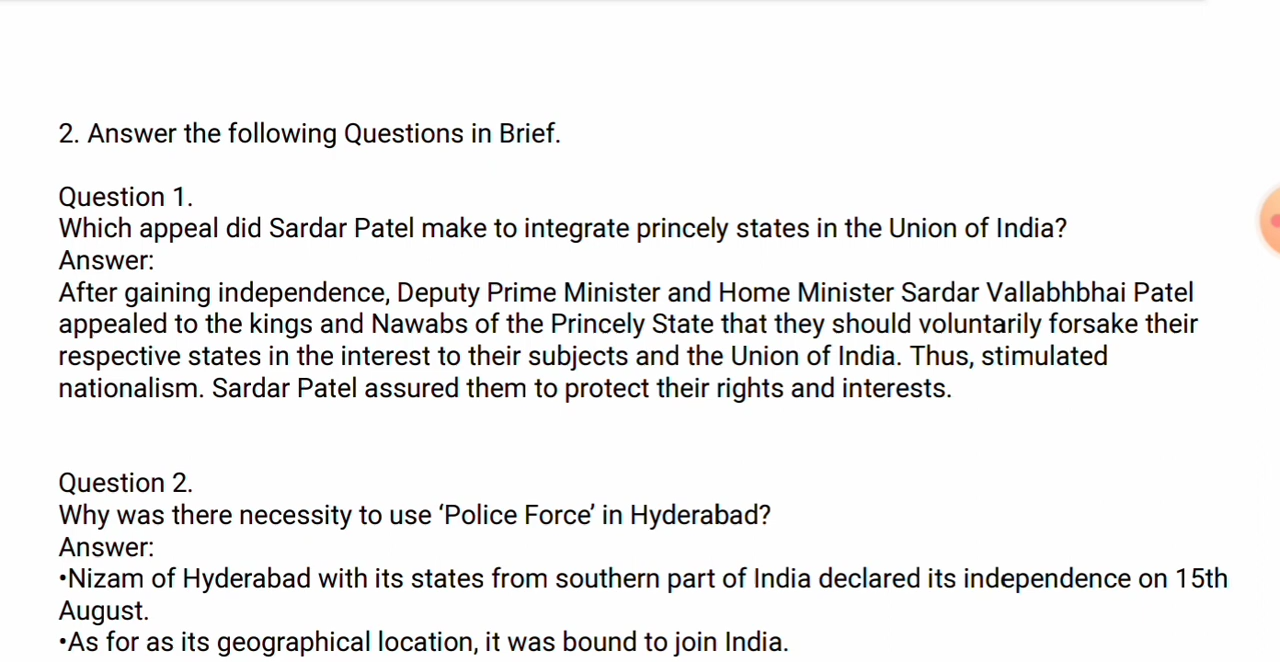 2. Answer the following Questions in Brief.
Question 1.
Which appeal did Sardar Patel make to integrate princely states in the Union of India?
Answer:
After gaining independence, Deputy Prime Minister and Home Minister Sardar Vallabhbhai Patel
appealed to the kings and Nawabs of the Princely State that they should voluntarily forsake their
respective states in the interest to their subjects and the Union of India. Thus, stimulated
nationalism. Sardar Patel assured them to protect their rights and interests.
Question 2.
Why was there necessity to use ‘Police Force’ in Hyderabad?
Answer:
•Nizam of Hyderabad with its states from southern part of India declared its independence on 15th
August.
•As for as its geographical location, it was bound to join India.